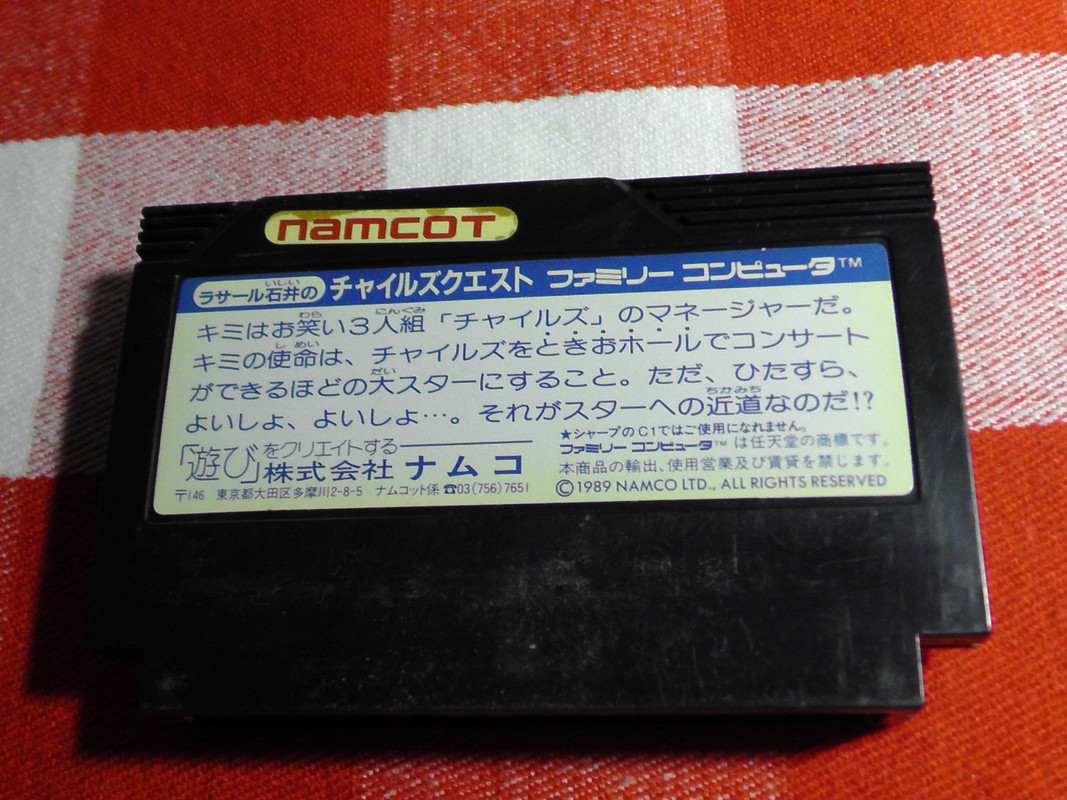 namcot
ラサール石井のチャイルズクエスト ファミリー コンピュータ™
キミはお笑い3人組「チャイルズ」のマネージャーだ。
キミの使命は、チャイルズをときおホールでコンサート
ができるほどの大スターにすること。ただ、ひたすら、
よいしょ、よいしょ…。それがスターへの近道なのだ!?
★シャープのC1ではご使用になれません。
ファミリー コンピュータ™は任天堂の商標です。
本商品の輸出、使用営業及び賃貸を禁じます。
©1989 NAMCO LTD., ALL RIGHTS RESERVED
「遊び」をクリエイトする
株式会社 ナムコ
〒146 東京都大田区多摩川2-8-5 ナムコット係 ☎03(756)7651